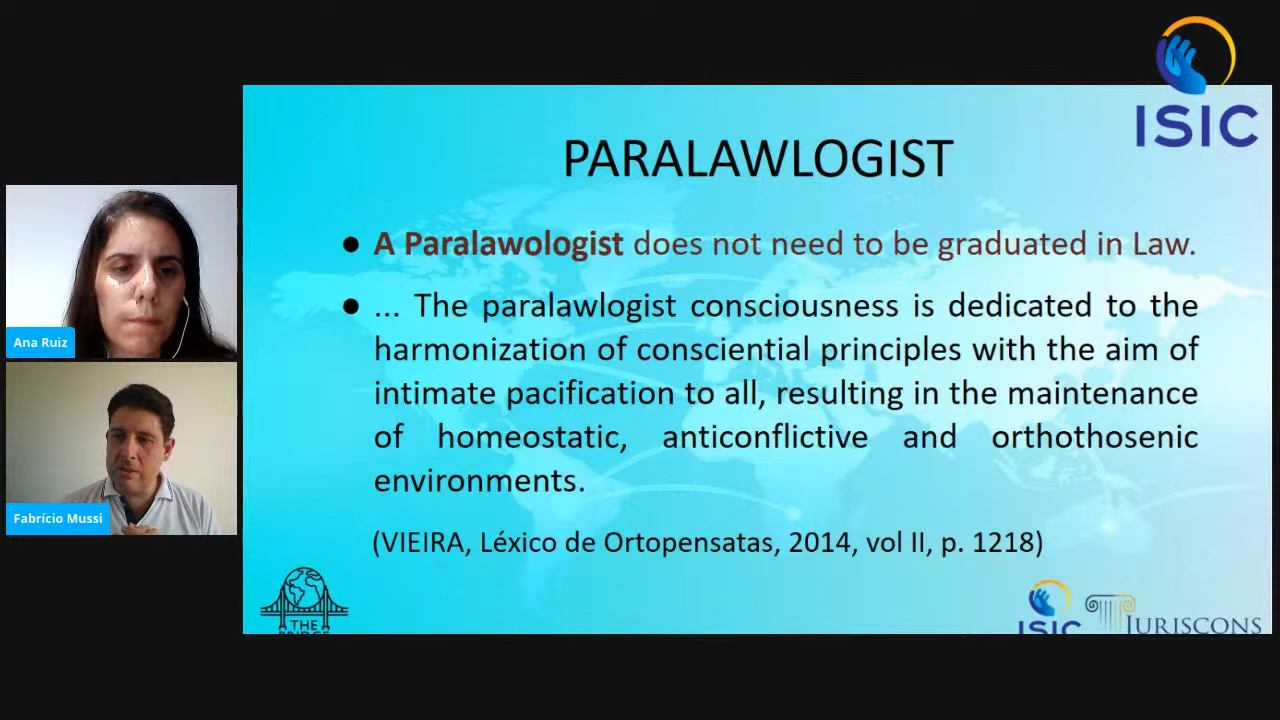 ISIC
PARALAWLOGIST
● A Paralawologist does not need to be graduated in Law.
● ... The paralawlogist consciousness is dedicated to the
harmonization of consciential principles with the aim of
intimate pacification to all, resulting in the maintenance
of homeostatic, anticonflictive and orthothosenic
environments.
(VIEIRA, Léxico de Ortopensatas, 2014, vol II, p. 1218)
Ana Ruiz
Fabrício Mussi
THE
BRIDGE
ISIC
JURISCONS